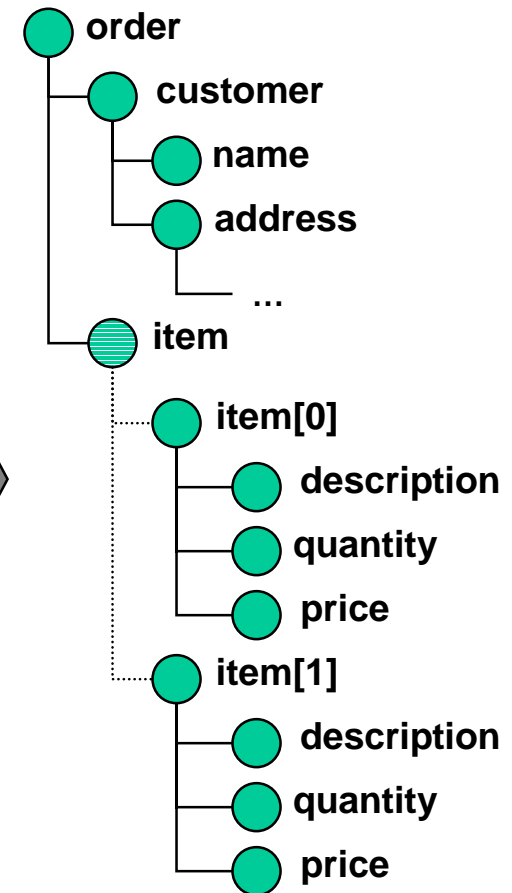 order
customer
name
address
...
item
item[0]
description
quantity
price
item[1]
description
quantity
price